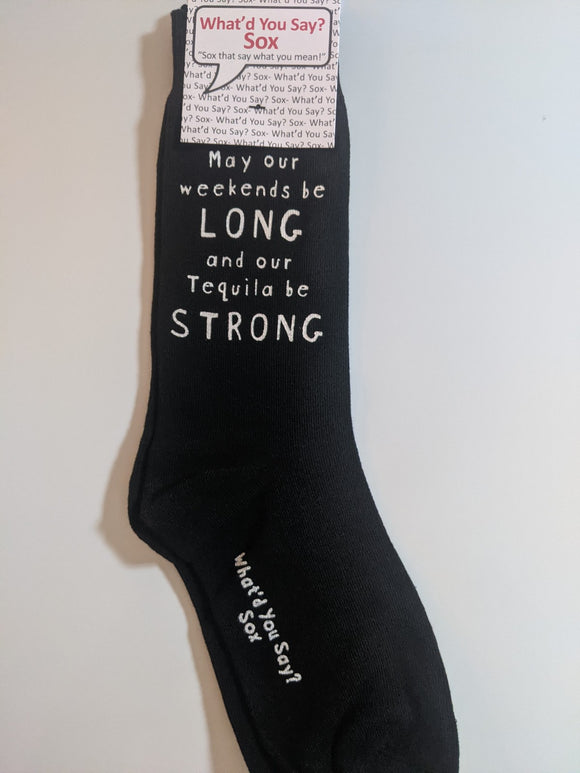 What'd You Say?
Sox
"Sox that say what you mean!"
May our
weekends be
LONG
and our
Tequila be
STRONG
What'd You Say?
Sox